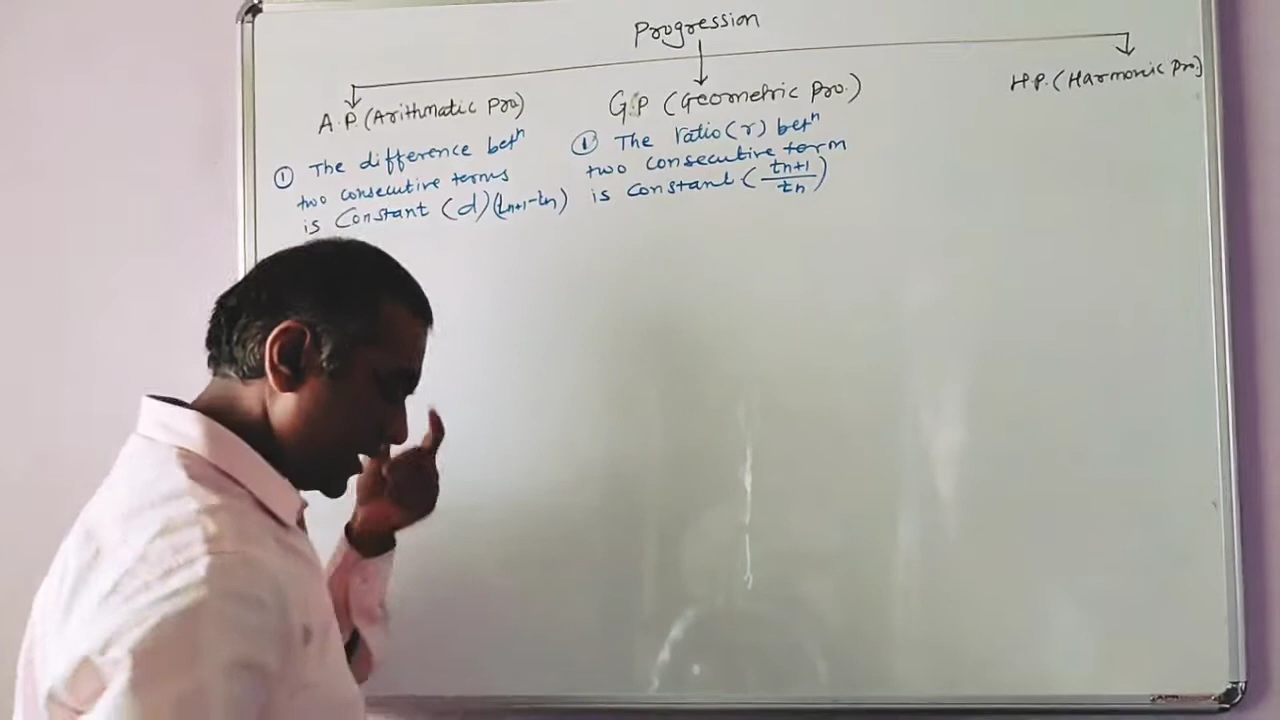 Progression
A.P. (Arithmatic pro)
G.P (Geometric pro.)
H.P. (Harmonic pro.)
① The difference betⁿ
two consecutive terms
is Constant (d) (tn+1-tn)
① The ratio (r) betⁿ
two consecutive term
is constant (tn+1/tn)